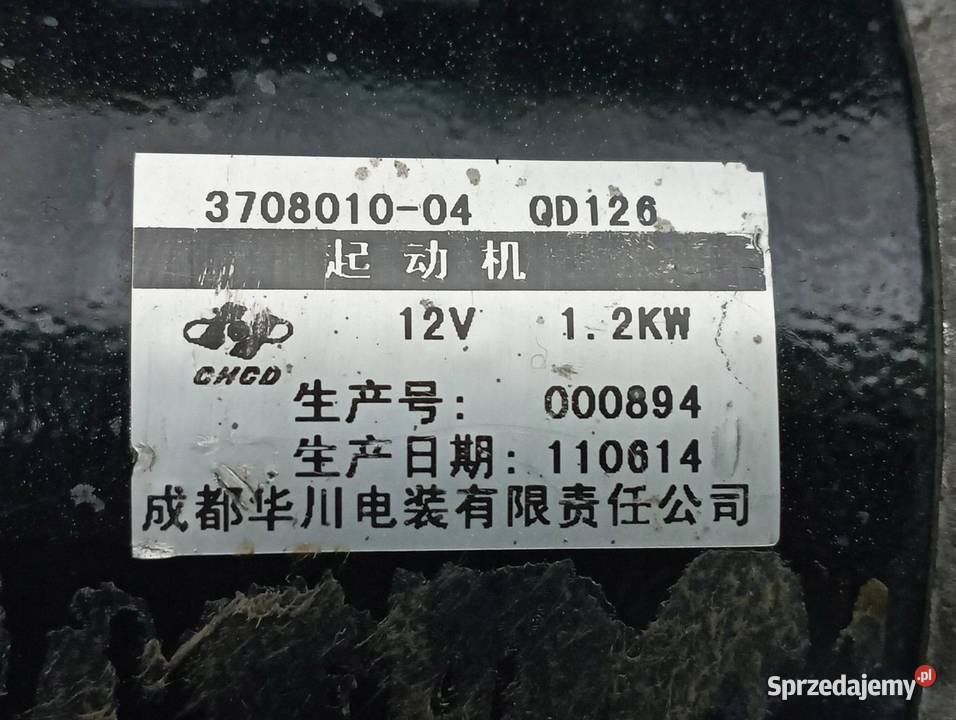 3708010-04 QD126
起动机
12V 1.2KW
CHCD
生产号: 000894
生产日期: 110614
成都华川电装有限责任公司
Sprzedajemy.pl